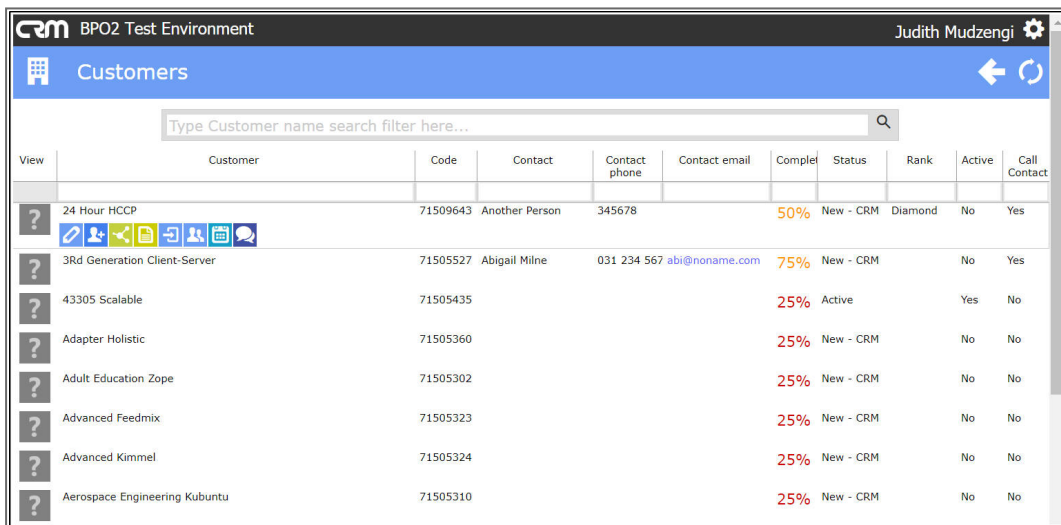 CRM BPO2 Test Environment Judith Mudzengi
Customers
Type Customer name search filter here...
View Customer Code Contact Contact phone Contact email Complet Status Rank Active Call Contact
? 24 Hour HCCP 71509643 Another Person 345678 50% New - CRM Diamond No Yes
? 3Rd Generation Client-Server 71505527 Abigail Milne 031 234 567 abi@noname.com 75% New - CRM No Yes
? 43305 Scalable 71505435 25% Active Yes No
? Adapter Holistic 71505360 25% New - CRM No No
? Adult Education Zope 71505302 25% New - CRM No No
? Advanced Feedmix 71505323 25% New - CRM No No
? Advanced Kimmel 71505324 25% New - CRM No No
? Aerospace Engineering Kubuntu 71505310 25% New - CRM No No